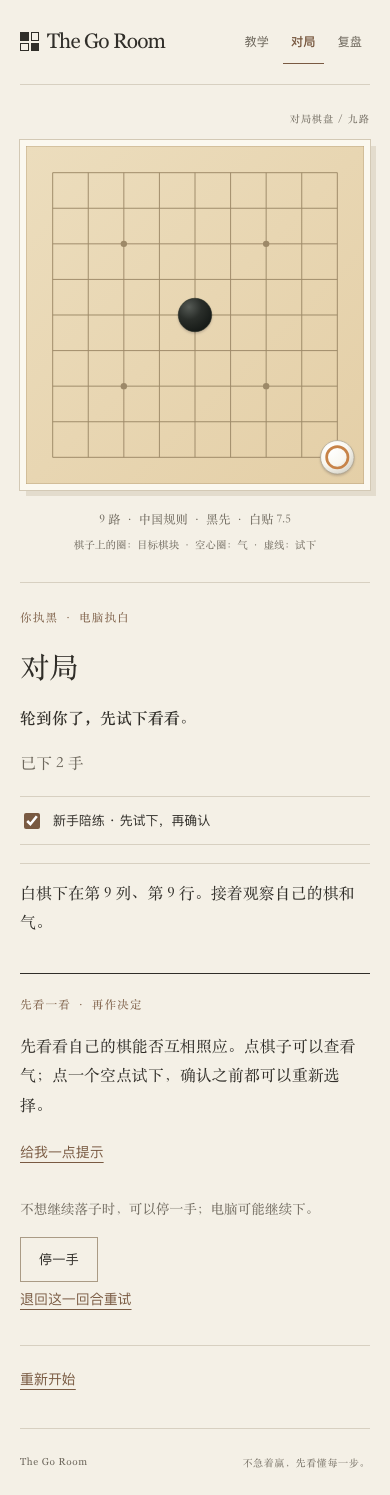 The Go Room
教学 对局 复盘
对局棋盘 / 九路
9 路 · 中国规则 · 黑先 · 白贴 7.5
棋子上的圈：目标棋块 · 空心圈：气 · 虚线：试下
你执黑 · 电脑执白
对局
轮到你了，先试下看看。
已下 2 手
新手陪练 · 先试下，再确认
白棋下在第 9 列、第 9 行。接着观察自己的棋和
气。
先看一看 · 再作决定
先看看自己的棋能否互相照应。点棋子可以查看
气；点一个空点试下，确认之前都可以重新选
择。
给我一点提示
不想继续落子时，可以停一手；电脑可能继续下。
停一手
退回这一回合重试
重新开始
The Go Room
不急着赢，先看懂每一步。